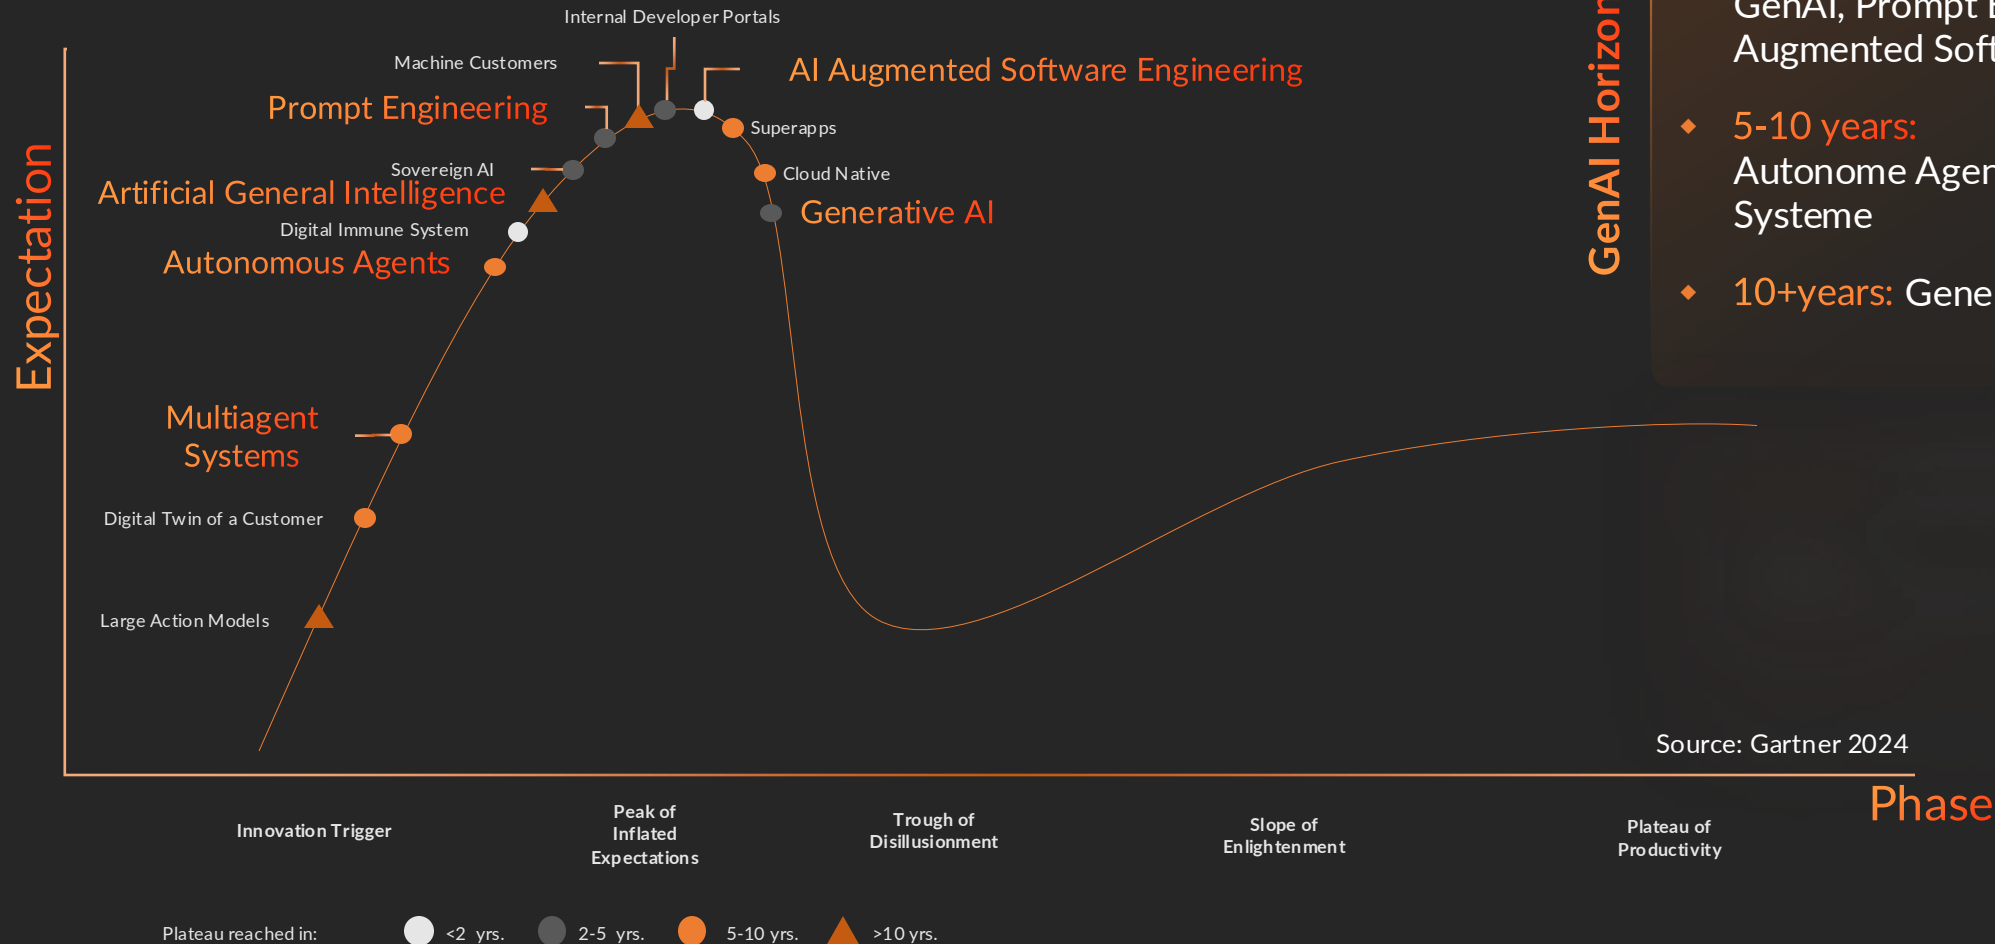 Internal Developer Portals
Machine Customers
AI Augmented Software Engineering
Prompt Engineering
Superapps
Sovereign AI
Cloud Native
Artificial General Intelligence
Generative AI
Digital Immune System
Autonomous Agents
Expectation
Multiagent
Systems
Digital Twin of a Customer
Large Action Models
GenAI Horizon
GenAI, Prompt
Augmented Soft
5-10 years:
Autonome Agen
Systeme
10+years: Gene
Source: Gartner 2024
Phase
Innovation Trigger
Peak of
Inflated
Expectations
Trough of
Disillusionment
Slope of
Enlightenment
Plateau of
Productivity
Plateau reached in: <2 yrs. 2-5 yrs. 5-10 yrs. >10 yrs.